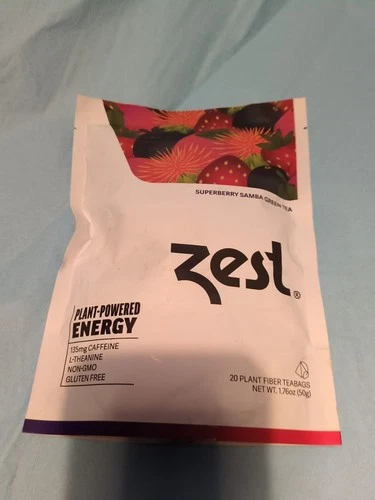 SUPERBERRY SAMBA GREEN TEA
zest®
PLANT-POWERED
ENERGY
135mg CAFFEINE
L-THEANINE
NON-GMO
GLUTEN FREE
20 PLANT FIBER TEABAGS
NET WT. 1.76oz (50g)